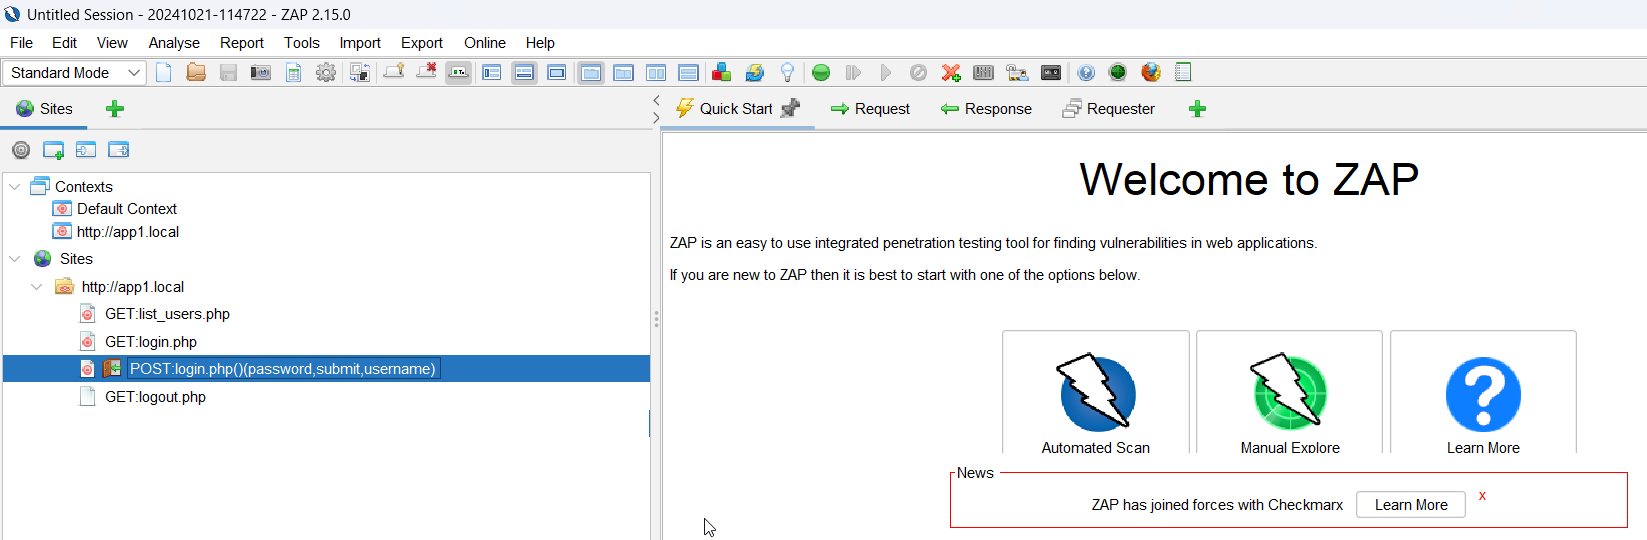 Untitled Session - 20241021-114722 - ZAP 2.15.0
File Edit View Analyse Report Tools Import Export Online Help
Standard Mode
Sites
Quick Start Request Response Requester
Contexts
Default Context
http://app1.local
Sites
http://app1.local
GET:list_users.php
GET:login.php
POST:login.php()(password,submit,username)
GET:logout.php
Welcome to ZAP
ZAP is an easy to use integrated penetration testing tool for finding vulnerabilities in web applications.
If you are new to ZAP then it is best to start with one of the options below.
Automated Scan Manual Explore Learn More
News
ZAP has joined forces with Checkmarx Learn More x